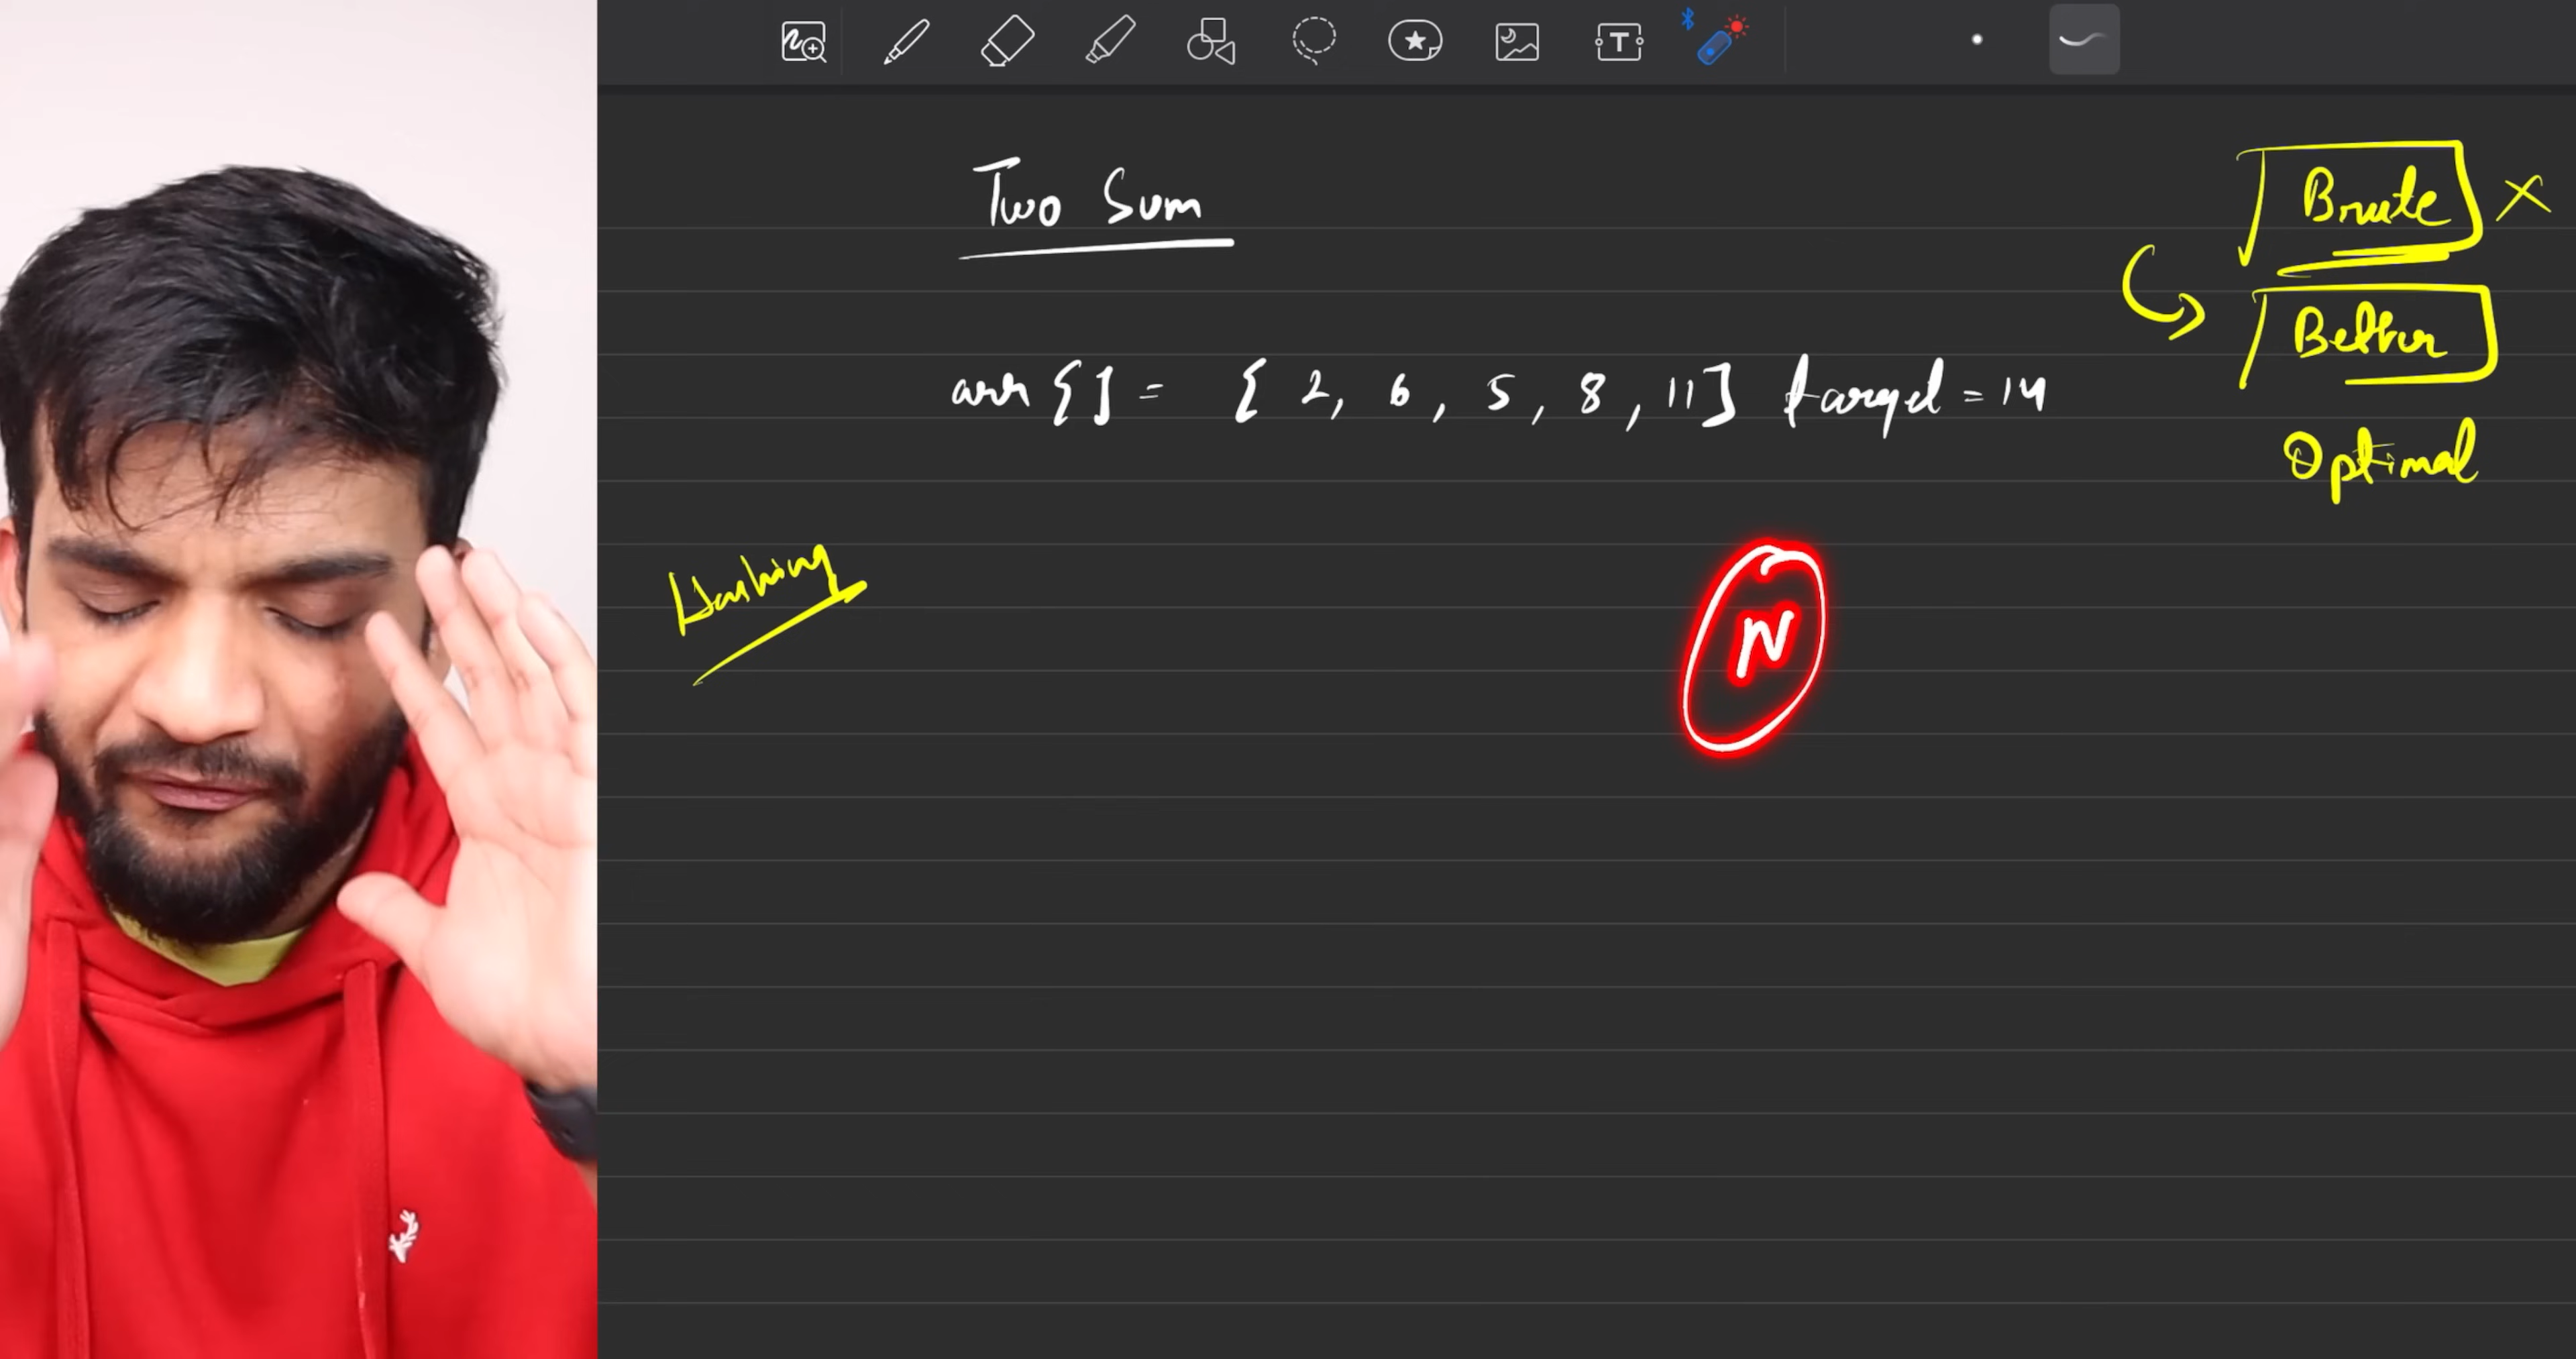 Two Sum
Brute X
Better
arr [ ] = [ 2, 6, 5, 8, 11] target = 14
Optimal
Hashing
N